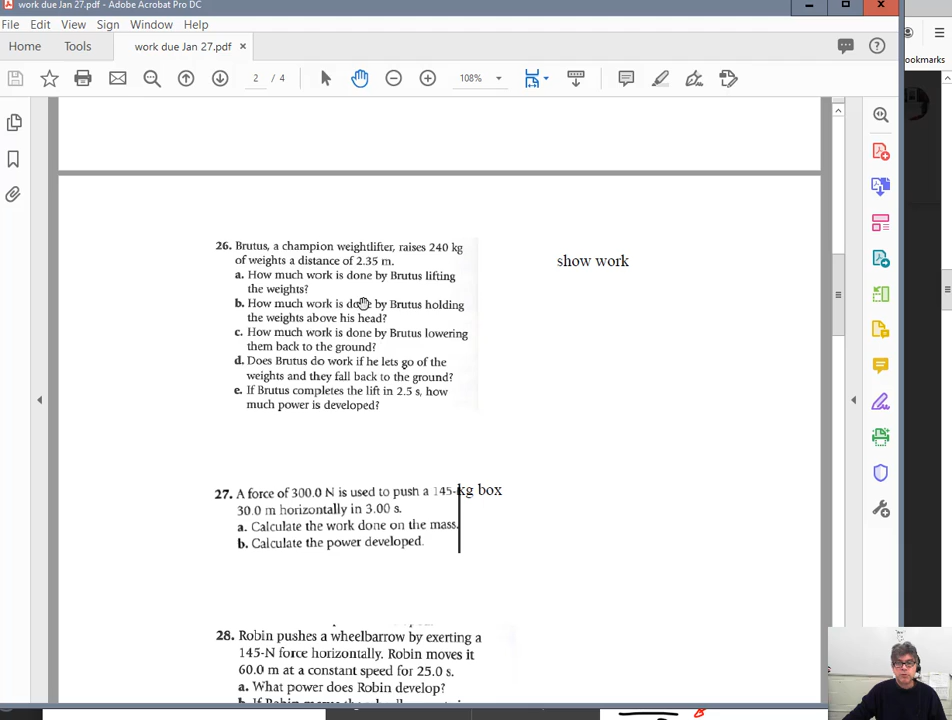 work due Jan 27.pdf - Adobe Acrobat Pro DC
File Edit View Sign Window Help
Home Tools work due Jan 27.pdf ×
ookmarks
2 / 4 108%
26. Brutus, a champion weightlifter, raises 240 kg
of weights a distance of 2.35 m.
show work
a. How much work is done by Brutus lifting
the weights?
b. How much work is done by Brutus holding
the weights above his head?
c. How much work is done by Brutus lowering
them back to the ground?
d. Does Brutus do work if he lets go of the
weights and they fall back to the ground?
e. If Brutus completes the lift in 2.5 s, how
much power is developed?
27. A force of 300.0 N is used to push a 145-kg box
30.0 m horizontally in 3.00 s.
a. Calculate the work done on the mass.
b. Calculate the power developed.
28. Robin pushes a wheelbarrow by exerting a
145-N force horizontally. Robin moves it
60.0 m at a constant speed for 25.0 s.
a. What power does Robin develop?